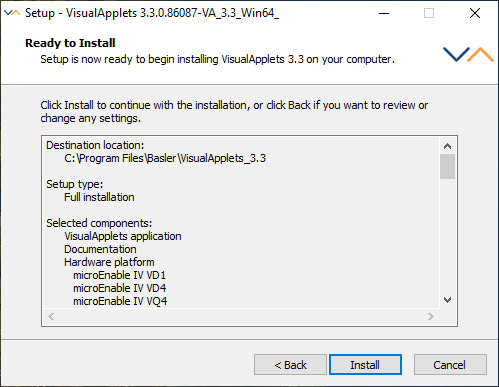 Setup - VisualApplets 3.3.0.86087-VA_3.3_Win64_
Ready to Install
Setup is now ready to begin installing VisualApplets 3.3 on your computer.
Click Install to continue with the installation, or click Back if you want to review or
change any settings.
Destination location:
C:\Program Files\Basler\VisualApplets_3.3
Setup type:
Full installation
Selected components:
VisualApplets application
Documentation
Hardware platform
microEnable IV VD1
microEnable IV VD4
microEnable IV VQ4
< Back
Install
Cancel